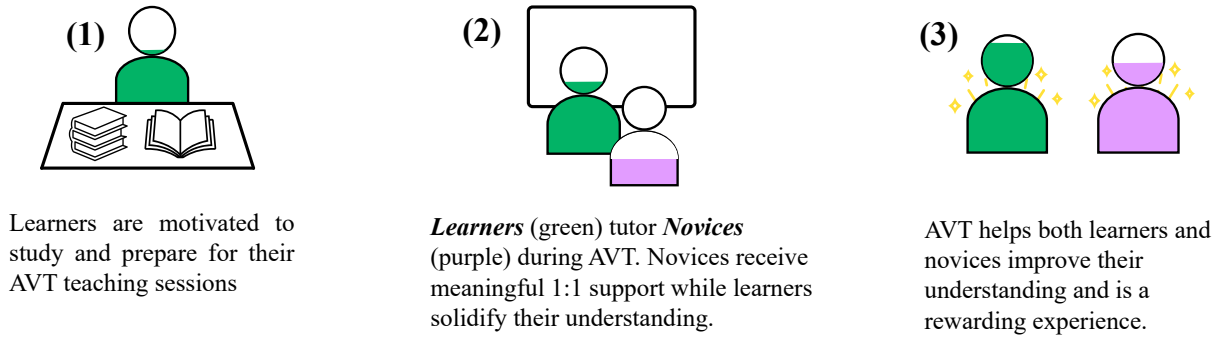 (1)
Learners are motivated to
study and prepare for their
AVT teaching sessions
(2)
Learners (green) tutor Novices
(purple) during AVT. Novices receive
meaningful 1:1 support while learners
solidify their understanding.
(3)
AVT helps both learners and
novices improve their
understanding and is a
rewarding experience.